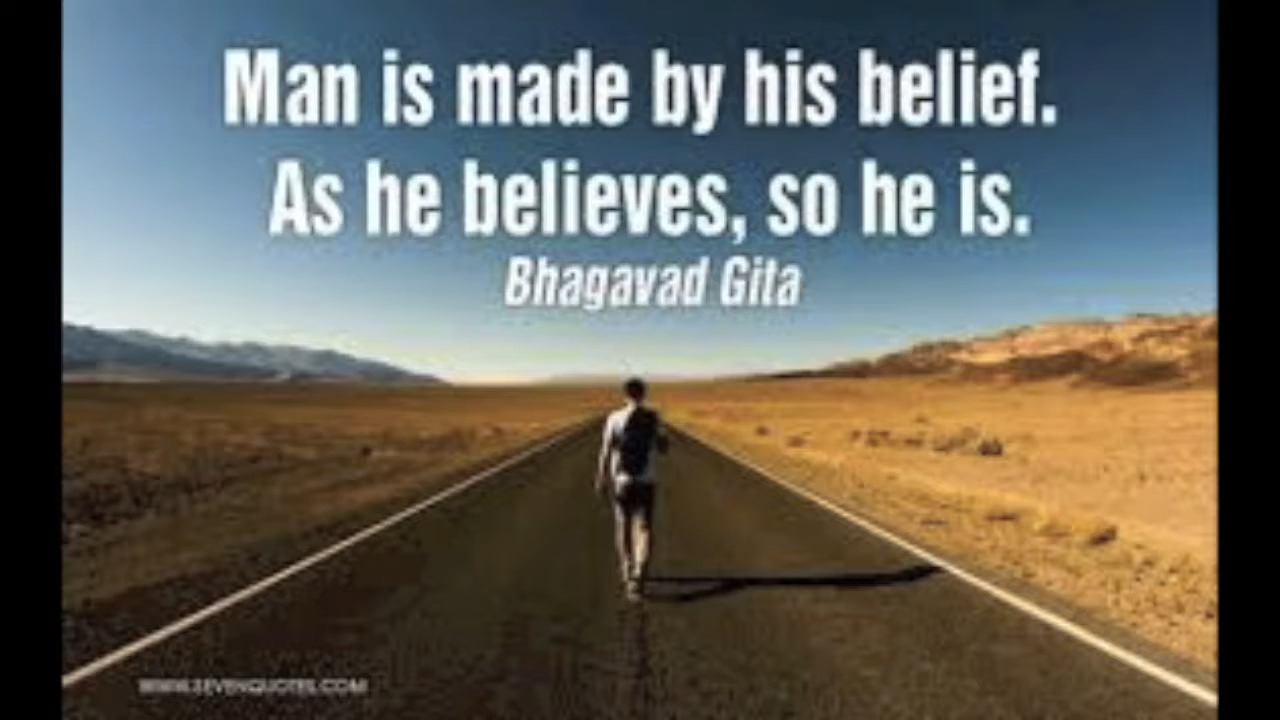 Man is made by his belief.
As he believes, so he is.
Bhagavad Gita
WWW.SEVENQUOTES.COM